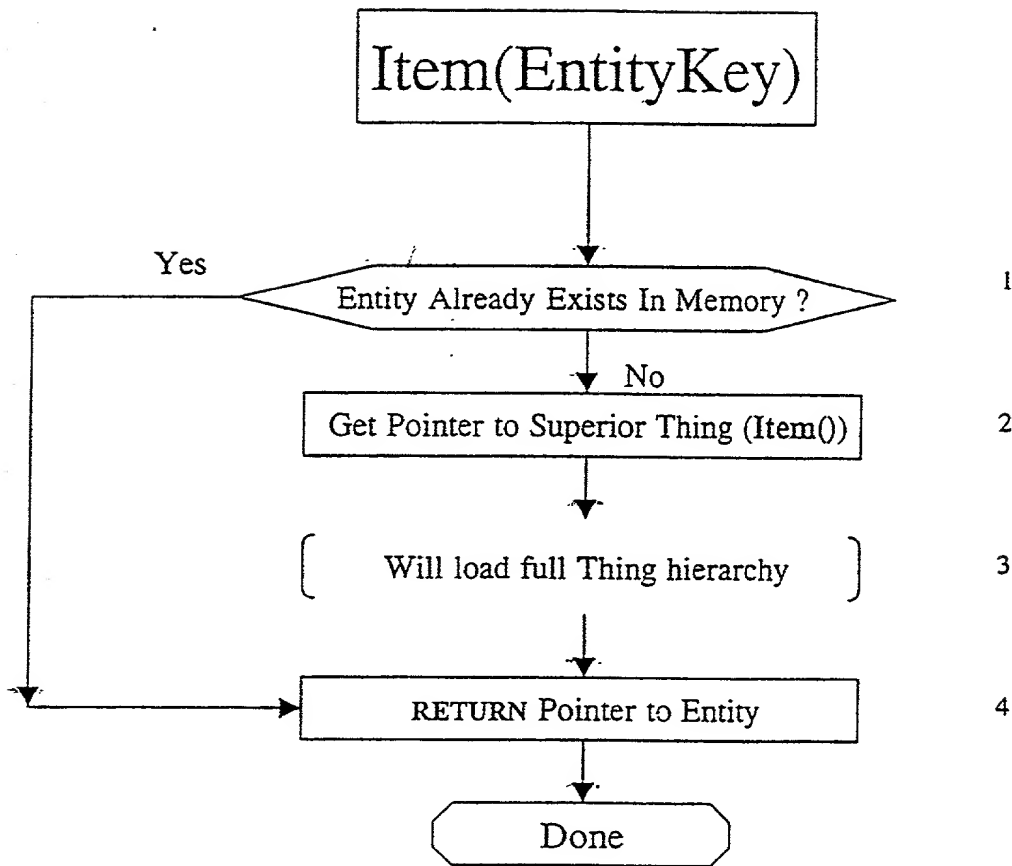 Item(EntityKey)
Yes
Entity Already Exists In Memory ?
1
No
Get Pointer to Superior Thing (Item())
2
Will load full Thing hierarchy
3
RETURN Pointer to Entity
4
Done